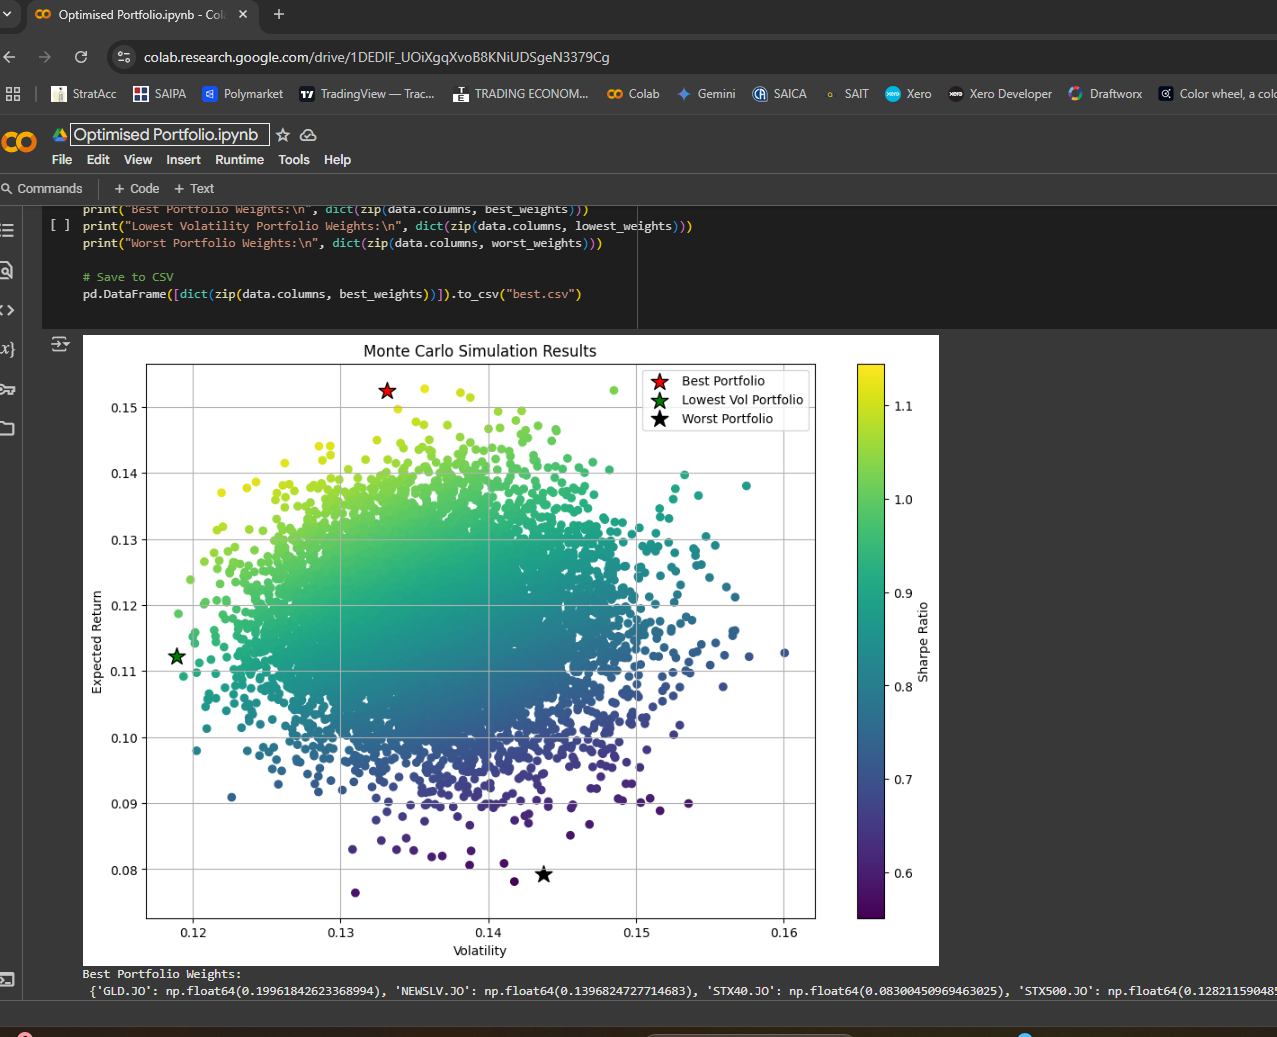 Optimised Portfolio.ipynb - Col
colab.research.google.com/drive/1DEDIF_UOiXgqXvoB8KNiUDSgeN3379Cg
StratAcc SAIPA Polymarket TradingView — Trac... TRADING ECONOM... Colab Gemini SAICA SAIT Xero Xero Developer Draftworx Color wheel, a colo
Optimised Portfolio.ipynb
File Edit View Insert Runtime Tools Help
Commands + Code + Text
print("Best Portfolio Weights:\n", dict(zip(data.columns, best_weights)))
[ ] print("Lowest Volatility Portfolio Weights:\n", dict(zip(data.columns, lowest_weights)))
print("Worst Portfolio Weights:\n", dict(zip(data.columns, worst_weights)))
# Save to CSV
pd.DataFrame([dict(zip(data.columns, best_weights))]).to_csv("best.csv")
Monte Carlo Simulation Results
Best Portfolio
Lowest Vol Portfolio
Worst Portfolio
Expected Return
0.15
0.14
0.13
0.12
0.11
0.10
0.09
0.08
0.12 0.13 0.14 0.15 0.16
Volatility
1.1
1.0
0.9
0.8
0.7
0.6
Sharpe Ratio
Best Portfolio Weights:
{'GLD.JO': np.float64(0.19961842623368994), 'NEWSLV.JO': np.float64(0.1396824727714683), 'STX40.JO': np.float64(0.08300450969463025), 'STX500.JO': np.float64(0.128211590485